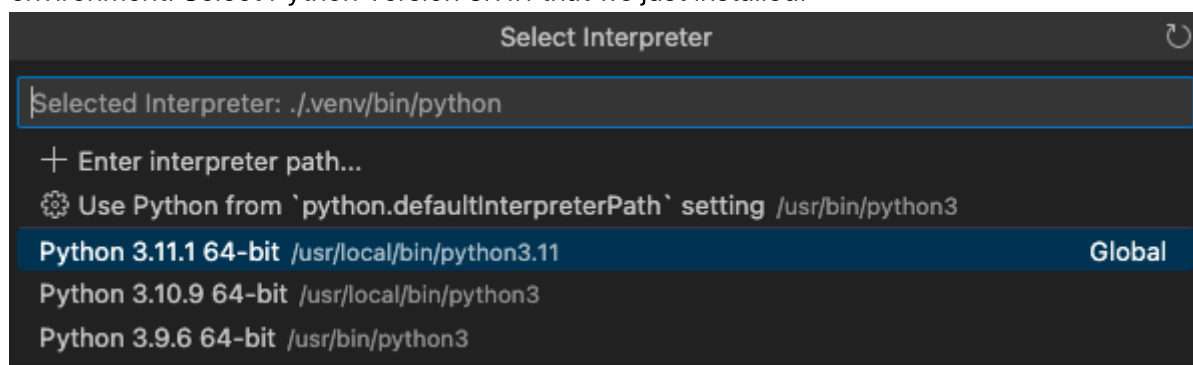 Select Interpreter
Selected Interpreter: ./.venv/bin/python
Enter interpreter path...
Use Python from `python.defaultInterpreterPath` setting /usr/bin/python3
Python 3.11.1 64-bit /usr/local/bin/python3.11 Global
Python 3.10.9 64-bit /usr/local/bin/python3
Python 3.9.6 64-bit /usr/bin/python3